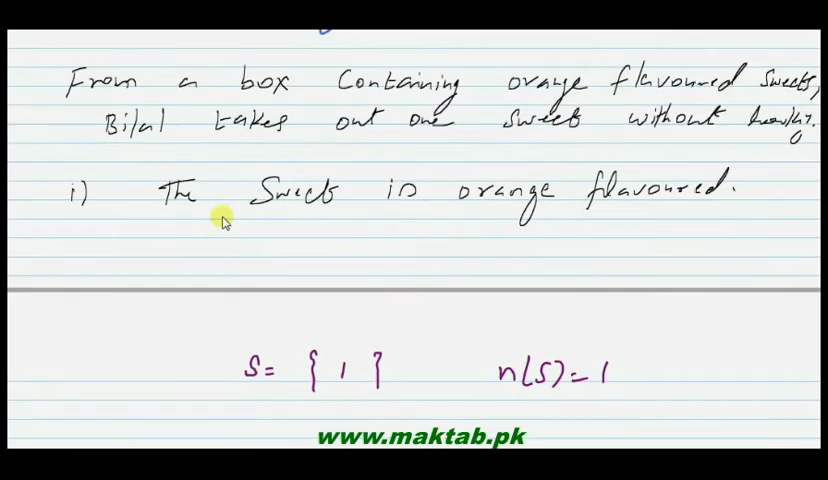 From a box Containing orange flavoured Sweets,
Bilal takes out one sweet without looking.
i) The Sweet is orange flavoured.
S = { 1 } n(S) = 1
www.maktab.pk